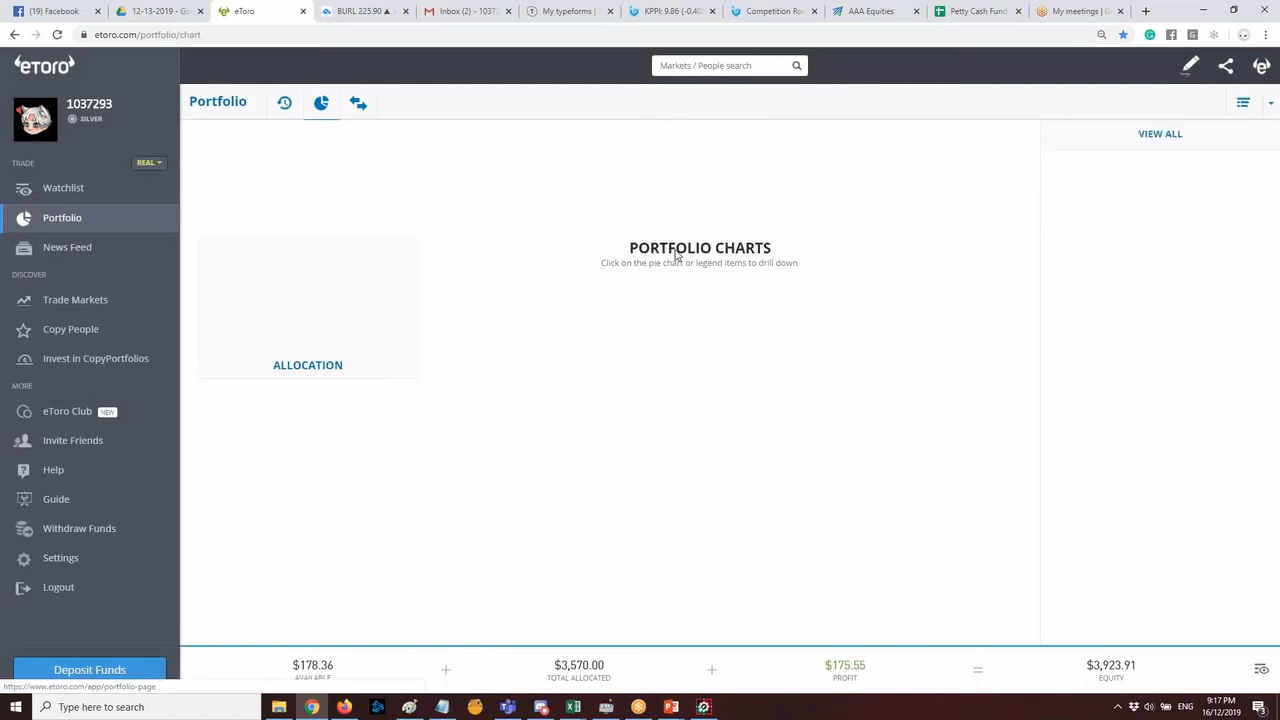 (19) Facebook
12-13-2019 - Go
eToro
BURL 225.90 ▲
Inbox (2) - 1037
My typeforms | T
KPPI: 9.86 (-0.40
Competition Ro
AAA Equities
Petty Cash Fund
My meetings | G
etoro.com/portfolio/chart
eToro
Markets / People search
1037293
SILVER
Portfolio
VIEW ALL
TRADE
REAL
Watchlist
Portfolio
News Feed
DISCOVER
Trade Markets
Copy People
Invest in CopyPortfolios
MORE
eToro Club NEW
Invite Friends
Help
Guide
Withdraw Funds
Settings
Logout
Deposit Funds
PORTFOLIO CHARTS
Click on the pie chart or legend items to drill down.
ALLOCATION
$178.36 + $3,570.00 + $175.55 = $3,923.91
AVAILABLE TOTAL ALLOCATED PROFIT EQUITY
https://www.etoro.com/app/portfolio-page
Type here to search
ENG
9:17 PM
16/12/2019